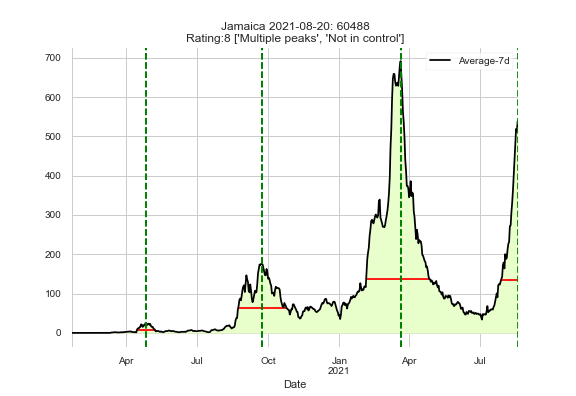 Jamaica 2021-08-20: 60488
Rating:8 ['Multiple peaks', 'Not in control']
Average-7d
700
600
500
400
300
200
100
0
Apr
Jul
Oct
Jan
2021
Apr
Jul
Date